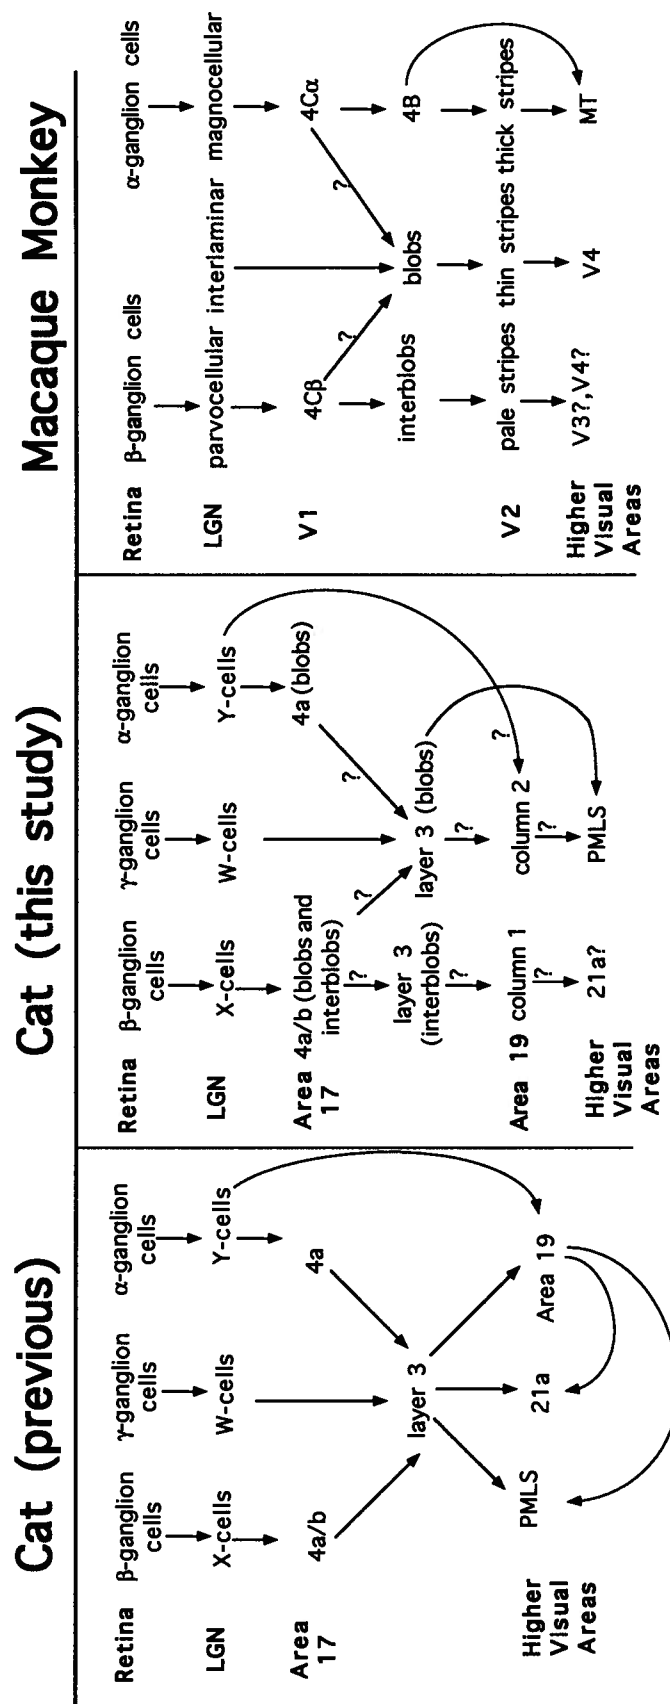 Cat (previous)
Retina
β-ganglion cells
γ-ganglion cells
α-ganglion cells
LGN
X-cells
W-cells
Y-cells
Area 17
4a/b
4a
layer 3
Higher Visual Areas
PMLS
21a
Area 19
Cat (this study)
Retina
β-ganglion cells
γ-ganglion cells
α-ganglion cells
LGN
X-cells
W-cells
Y-cells
Area 17
4a/b (blobs and interblobs)
4a (blobs)
?
?
?
layer 3 (interblobs)
layer 3 (blobs)
?
?
?
Area 19
column 1
column 2
?
?
Higher Visual Areas
21a?
PMLS
Macaque Monkey
Retina
β-ganglion cells
α-ganglion cells
LGN
parvocellular
interlaminar
magnocellular
V1
4Cβ
4Cα
?
?
interblobs
blobs
4B
V2
pale stripes
thin stripes
thick stripes
Higher Visual Areas
V3?,V4?
V4
MT